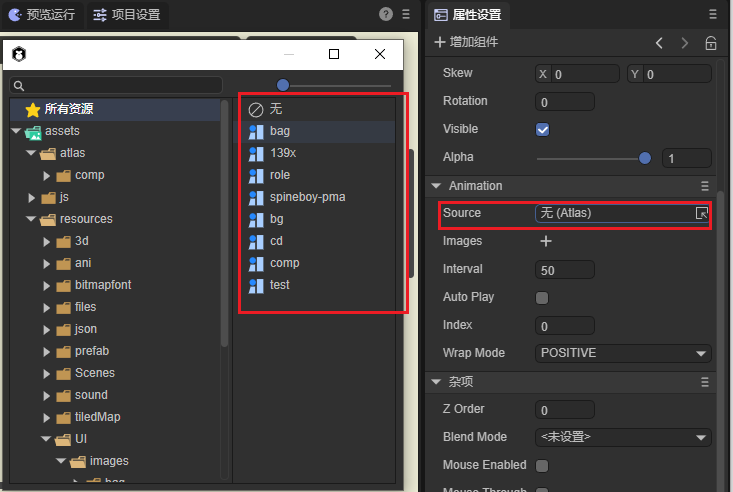 预览运行
项目设置
所有资源
assets
atlas
comp
js
resources
3d
ani
bitmapfont
files
json
prefab
Scenes
sound
tiledMap
UI
images
bag
无
bag
139x
role
spineboy-pma
bg
cd
comp
test
属性设置
增加组件
Skew X 0 Y 0
Rotation 0
Visible
Alpha 1
Animation
Source 无 (Atlas)
Images
Interval 50
Auto Play
Index 0
Wrap Mode POSITIVE
杂项
Z Order 0
Blend Mode <未设置>
Mouse Enabled
Mouse Through